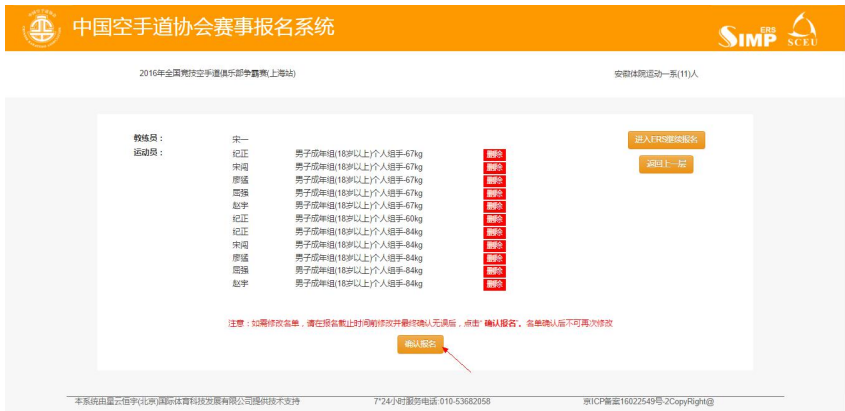 中国空手道协会赛事报名系统
SIMP ERS
SCEU
2016年全国竞技空手道俱乐部争霸赛(上海站) 安徽体院运动一系(11)人
教练员： 宋一 进入ERS继续报名
运动员： 纪正 男子成年组(18岁以上)个人组手-67kg 删除 返回上一层
宋闯 男子成年组(18岁以上)个人组手-67kg 删除
廖猛 男子成年组(18岁以上)个人组手-67kg 删除
屈强 男子成年组(18岁以上)个人组手-67kg 删除
赵宇 男子成年组(18岁以上)个人组手-67kg 删除
纪正 男子成年组(18岁以上)个人组手-60kg 删除
纪正 男子成年组(18岁以上)个人组手-84kg 删除
宋闯 男子成年组(18岁以上)个人组手-84kg 删除
廖猛 男子成年组(18岁以上)个人组手-84kg 删除
屈强 男子成年组(18岁以上)个人组手-84kg 删除
赵宇 男子成年组(18岁以上)个人组手-84kg 删除
注意：如需修改名单，请在报名截止时间前修改并最终确认无误后，点击“ 确认报名”。名单确认后不可再次修改
确认报名
本系统由星云恒宇(北京)国际体育科技发展有限公司提供技术支持 7*24小时服务电话:010-53682058 京ICP备案16022549号-2CopyRight@